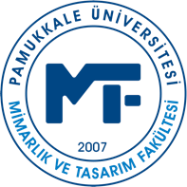 PAMUKKALE ÜNİVERSİTESİ
MF
2007
MİMARLIK VE TASARIM FAKÜLTESİ